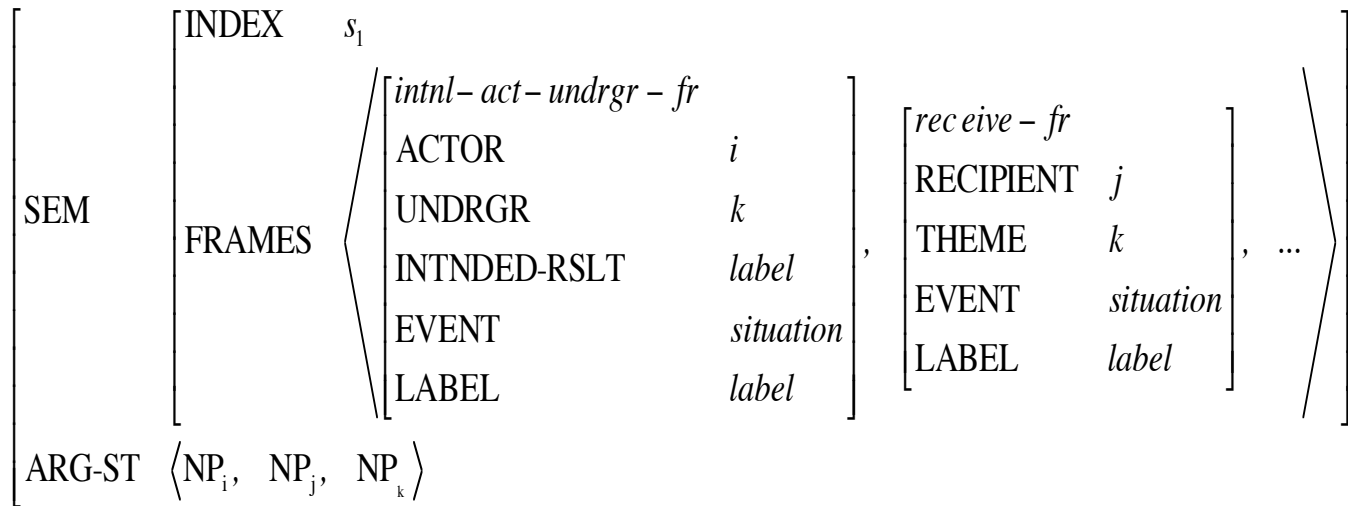 INDEX s₁
SEM FRAMES ⟨[intnl–act–undrgr–fr
ACTOR i
UNDRGR k
INTNDED-RSLT label
EVENT situation
LABEL label] ,
[receive–fr
RECIPIENT j
THEME k
EVENT situation
LABEL label] , ...⟩
ARG-ST ⟨NPᵢ, NPⱼ, NPₖ⟩